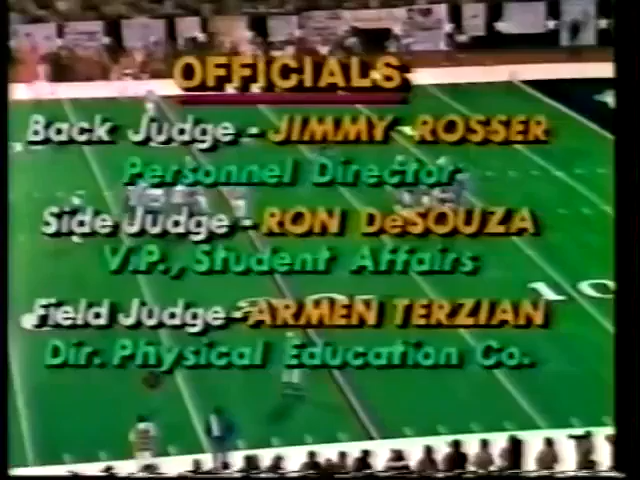 OFFICIALS
Back Judge - JIMMY ROSSER
Personnel Director
Side Judge - RON DeSOUZA
V.P., Student Affairs
Field Judge - ARMEN TERZIAN
Dir. Physical Education Co.
10